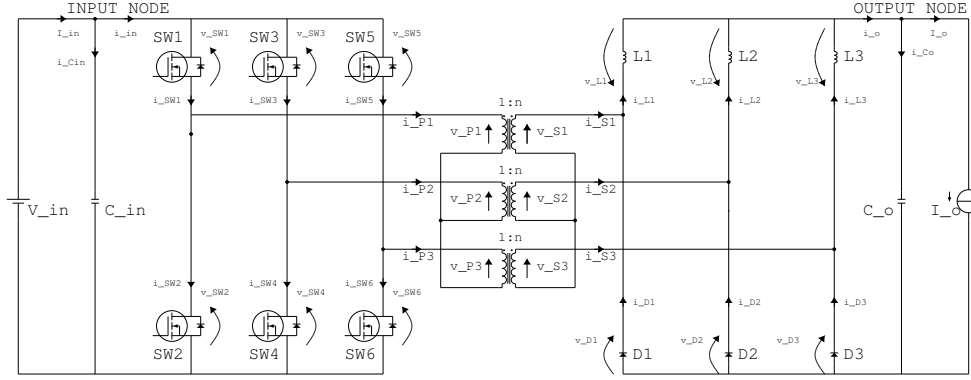 INPUT NODE OUTPUT NODE
I_in i_in v_SW1 v_SW3 v_SW5 i_o I_o
SW1 SW3 SW5 L1 L2 L3
i_Cin i_Co
v_L1 v_L2 v_L3
i_SW1 i_SW3 i_SW5 1:n i_L1 i_L2 i_L3
i_P1 v_P1 v_S1 i_S1
1:n
i_P2 v_P2 v_S2 i_S2
V_in C_in C_o I_o
1:n
i_P3 v_P3 v_S3 i_S3
i_SW2 v_SW2 i_SW4 v_SW4 i_SW6 v_SW6 i_D1 i_D2 i_D3
v_D1 v_D2 v_D3
SW2 SW4 SW6 D1 D2 D3